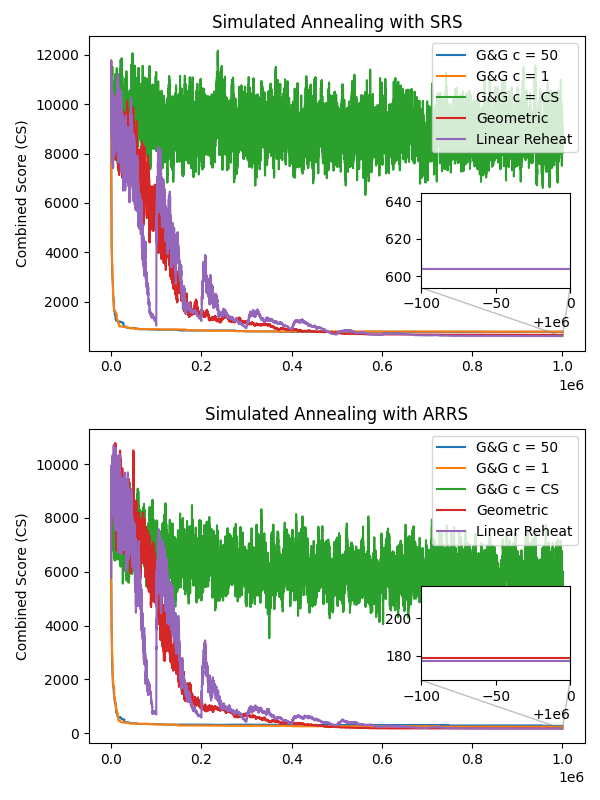 Simulated Annealing with SRS
Combined Score (CS)
12000
10000
8000
6000
4000
2000
G&G c = 50
G&G c = 1
G&G c = CS
Geometric
Linear Reheat
640
620
600
−100
−50
0
+1e6
0.0
0.2
0.4
0.6
0.8
1.0
1e6
Simulated Annealing with ARRS
Combined Score (CS)
10000
8000
6000
4000
2000
0
G&G c = 50
G&G c = 1
G&G c = CS
Geometric
Linear Reheat
200
180
−100
−50
0
+1e6
0.0
0.2
0.4
0.6
0.8
1.0
1e6